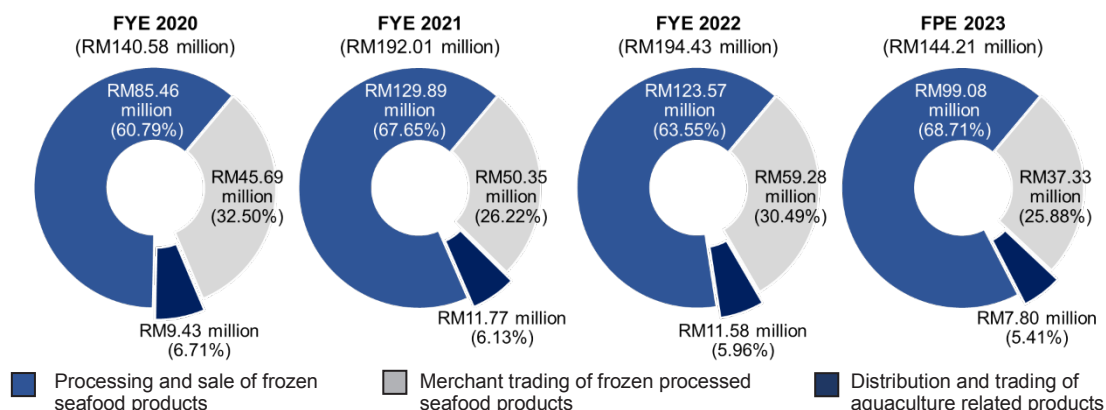 FYE 2020
(RM140.58 million)
RM85.46
million
(60.79%)
RM45.69
million
(32.50%)
RM9.43 million
(6.71%)
FYE 2021
(RM192.01 million)
RM129.89
million
(67.65%)
RM50.35
million
(26.22%)
RM11.77 million
(6.13%)
FYE 2022
(RM194.43 million)
RM123.57
million
(63.55%)
RM59.28
million
(30.49%)
RM11.58 million
(5.96%)
FPE 2023
(RM144.21 million)
RM99.08
million
(68.71%)
RM37.33
million
(25.88%)
RM7.80 million
(5.41%)
Processing and sale of frozen
seafood products
Merchant trading of frozen processed
seafood products
Distribution and trading of
aquaculture related products